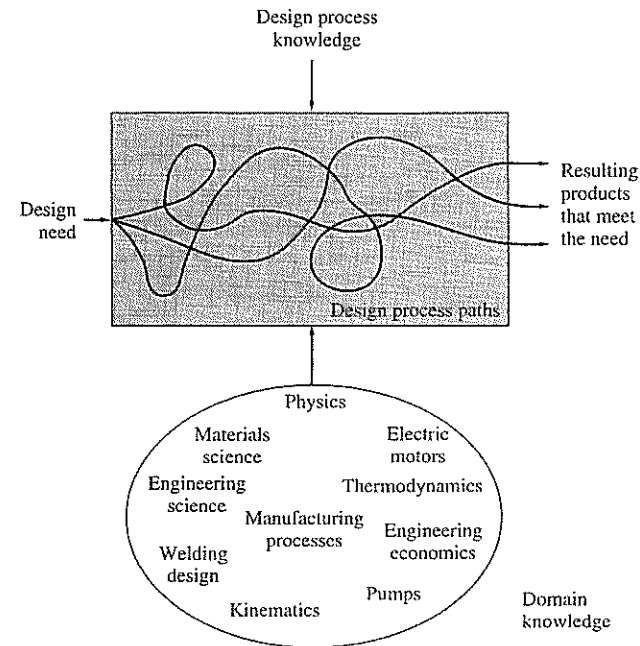 Design process
knowledge
Design
need
Resulting
products
that meet
the need
Design process paths
Physics
Materials
science
Electric
motors
Engineering
science
Thermodynamics
Manufacturing
processes
Engineering
economics
Welding
design
Pumps
Kinematics
Domain
knowledge